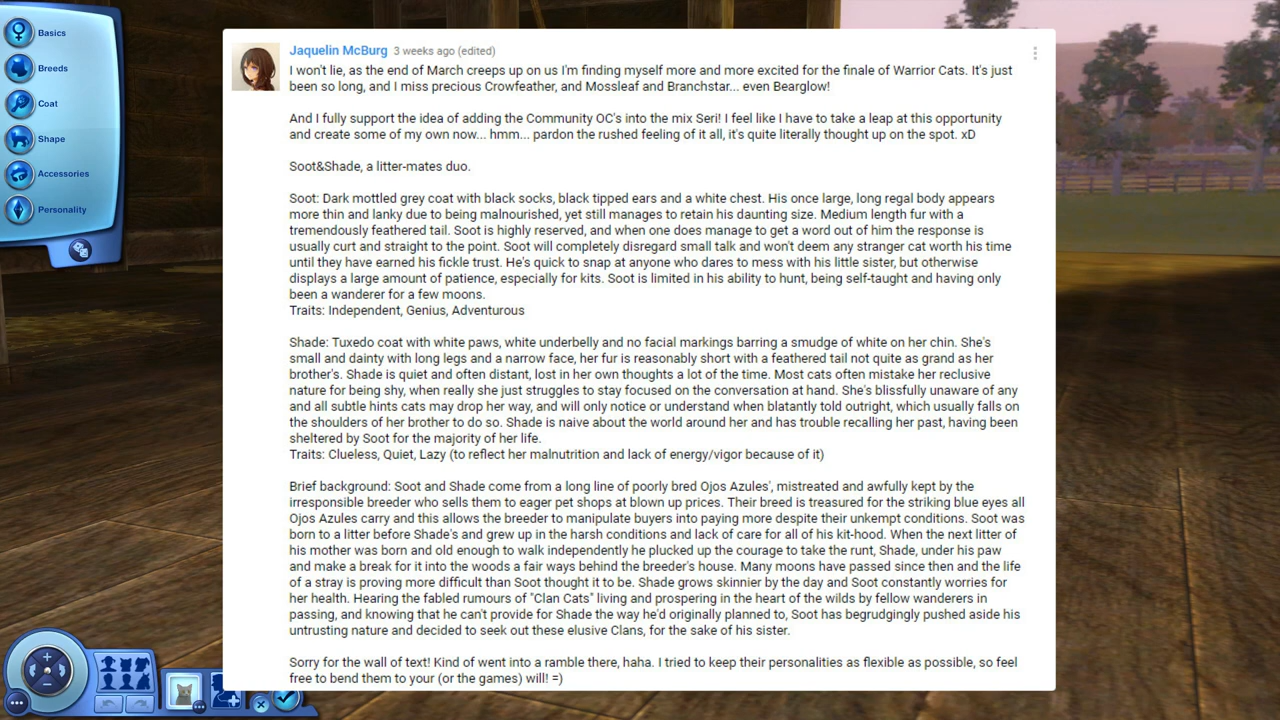 Basics
Breeds
Coat
Shape
Accessories
Personality
Jaquelin McBurg 3 weeks ago (edited)
I won't lie, as the end of March creeps up on us I'm finding myself more and more excited for the finale of Warrior Cats. It's just
been so long, and I miss precious Crowfeather, and Mossleaf and Branchstar... even Bearglow!
And I fully support the idea of adding the Community OC's into the mix Seri! I feel like I have to take a leap at this opportunity
and create some of my own now... hmm... pardon the rushed feeling of it all, it's quite literally thought up on the spot. xD
Soot&Shade, a litter-mates duo.
Soot: Dark mottled grey coat with black socks, black tipped ears and a white chest. His once large, long regal body appears
more thin and lanky due to being malnourished, yet still manages to retain his daunting size. Medium length fur with a
tremendously feathered tail. Soot is highly reserved, and when one does manage to get a word out of him the response is
usually curt and straight to the point. Soot will completely disregard small talk and won't deem any stranger cat worth his time
until they have earned his fickle trust. He's quick to snap at anyone who dares to mess with his little sister, but otherwise
displays a large amount of patience, especially for kits. Soot is limited in his ability to hunt, being self-taught and having only
been a wanderer for a few moons.
Traits: Independent, Genius, Adventurous
Shade: Tuxedo coat with white paws, white underbelly and no facial markings barring a smudge of white on her chin. She's
small and dainty with long legs and a narrow face, her fur is reasonably short with a feathered tail not quite as grand as her
brother's. Shade is quiet and often distant, lost in her own thoughts a lot of the time. Most cats often mistake her reclusive
nature for being shy, when really she just struggles to stay focused on the conversation at hand. She's blissfully unaware of any
and all subtle hints cats may drop her way, and will only notice or understand when blatantly told outright, which usually falls on
the shoulders of her brother to do so. Shade is naive about the world around her and has trouble recalling her past, having been
sheltered by Soot for the majority of her life.
Traits: Clueless, Quiet, Lazy (to reflect her malnutrition and lack of energy/vigor because of it)
Brief background: Soot and Shade come from a long line of poorly bred Ojos Azules', mistreated and awfully kept by the
irresponsible breeder who sells them to eager pet shops at blown up prices. Their breed is treasured for the striking blue eyes all
Ojos Azules carry and this allows the breeder to manipulate buyers into paying more despite their unkempt conditions. Soot was
born to a litter before Shade's and grew up in the harsh conditions and lack of care for all of his kit-hood. When the next litter of
his mother was born and old enough to walk independently he plucked up the courage to take the runt, Shade, under his paw
and make a break for it into the woods a fair ways behind the breeder's house. Many moons have passed since then and the life
of a stray is proving more difficult than Soot thought it to be. Shade grows skinnier by the day and Soot constantly worries for
her health. Hearing the fabled rumours of "Clan Cats" living and prospering in the heart of the wilds by fellow wanderers in
passing, and knowing that he can't provide for Shade the way he'd originally planned to, Soot has begrudgingly pushed aside his
untrusting nature and decided to seek out these elusive Clans, for the sake of his sister.
Sorry for the wall of text! Kind of went into a ramble there, haha. I tried to keep their personalities as flexible as possible, so feel
free to bend them to your (or the games) will! =)